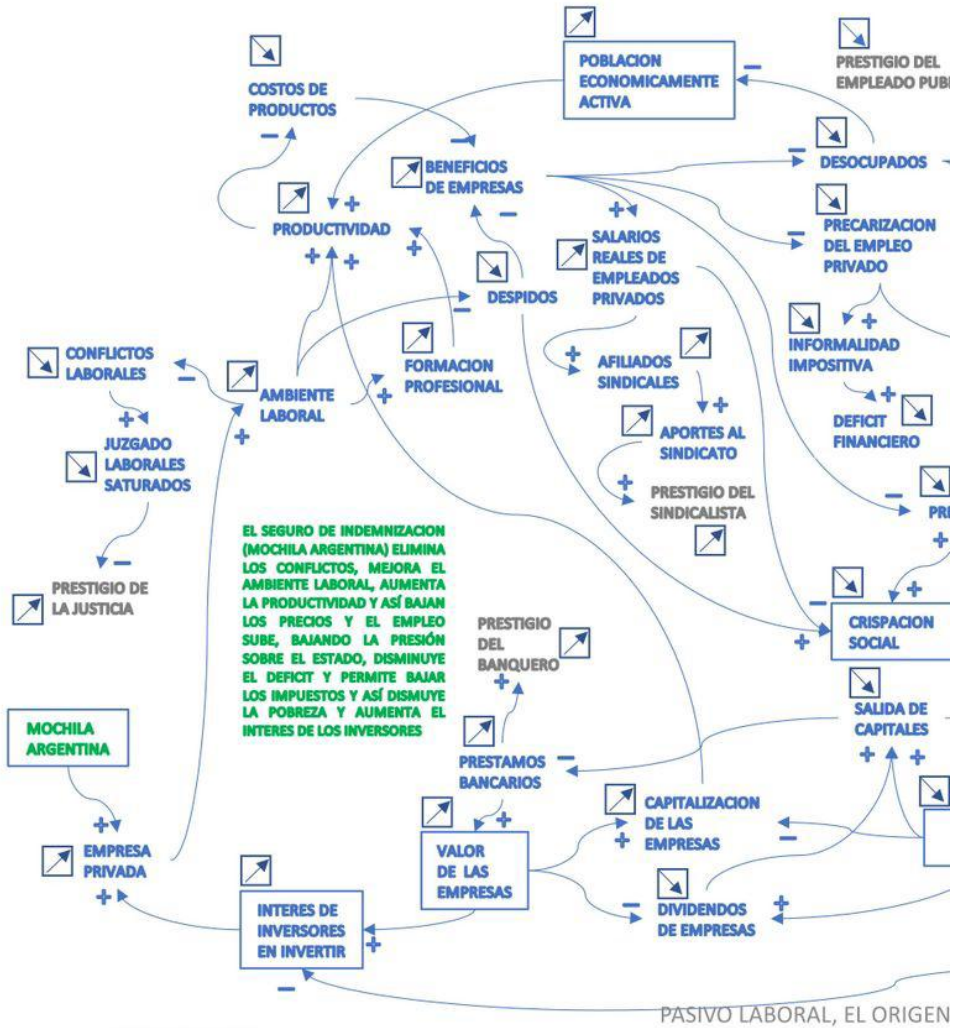 COSTOS DE
PRODUCTOS
POBLACION
ECONOMICAMENTE
ACTIVA
PRESTIGIO DEL
EMPLEADO PUB
BENEFICIOS
DE EMPRESAS
DESOCUPADOS
PRODUCTIVIDAD
SALARIOS
REALES DE
EMPLEADOS
PRIVADOS
PRECARIZACION
DEL EMPLEO
PRIVADO
DESPIDOS
CONFLICTOS
LABORALES
AMBIENTE
LABORAL
FORMACION
PROFESIONAL
AFILIADOS
SINDICALES
INFORMALIDAD
IMPOSITIVA
JUZGADO
LABORALES
SATURADOS
APORTES AL
SINDICATO
DEFICIT
FINANCIERO
PRESTIGIO DEL
SINDICALISTA
PRE
PRESTIGIO DE
LA JUSTICIA
EL SEGURO DE INDEMNIZACION
(MOCHILA ARGENTINA) ELIMINA
LOS CONFLICTOS, MEJORA EL
AMBIENTE LABORAL, AUMENTA
LA PRODUCTIVIDAD Y ASÍ BAJAN
LOS PRECIOS Y EL EMPLEO
SUBE, BAJANDO LA PRESIÓN
SOBRE EL ESTADO, DISMINUYE
EL DEFICIT Y PERMITE BAJAR
LOS IMPUESTOS Y ASÍ DISMUYE
LA POBREZA Y AUMENTA EL
INTERES DE LOS INVERSORES
CRISPACION
SOCIAL
PRESTIGIO
DEL
BANQUERO
SALIDA DE
CAPITALES
MOCHILA
ARGENTINA
PRESTAMOS
BANCARIOS
CAPITALIZACION
DE LAS
EMPRESAS
EMPRESA
PRIVADA
VALOR
DE LAS
EMPRESAS
DIVIDENDOS
DE EMPRESAS
INTERES DE
INVERSORES
EN INVERTIR
PASIVO LABORAL, EL ORIGEN